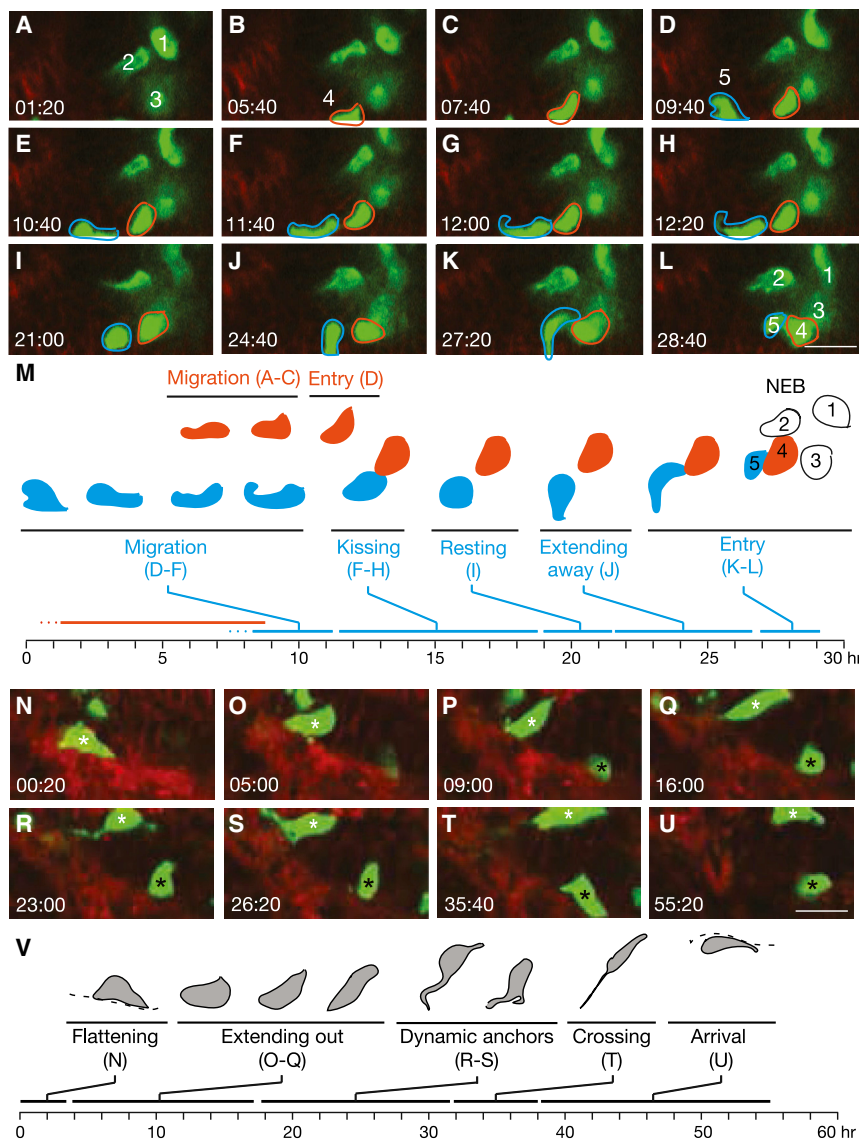 A B C D
1
2
3
4
5
01:20 05:40 07:40 09:40
E F G H
10:40 11:40 12:00 12:20
I J K L
2 1
3
5 4
21:00 24:40 27:20 28:40
M
Migration (A-C) Entry (D) NEB
1
2
5 4 3
Migration Kissing Resting Extending Entry
(D-F) (F-H) (I) away (J) (K-L)
0 5 10 15 20 25 30 hr
N O P Q
* * * *
* *
00:20 05:00 09:00 16:00
R S T U
* * * *
* * * *
23:00 26:20 35:40 55:20
V
Flattening Extending out Dynamic anchors Crossing Arrival
(N) (O-Q) (R-S) (T) (U)
0 10 20 30 40 50 60 hr